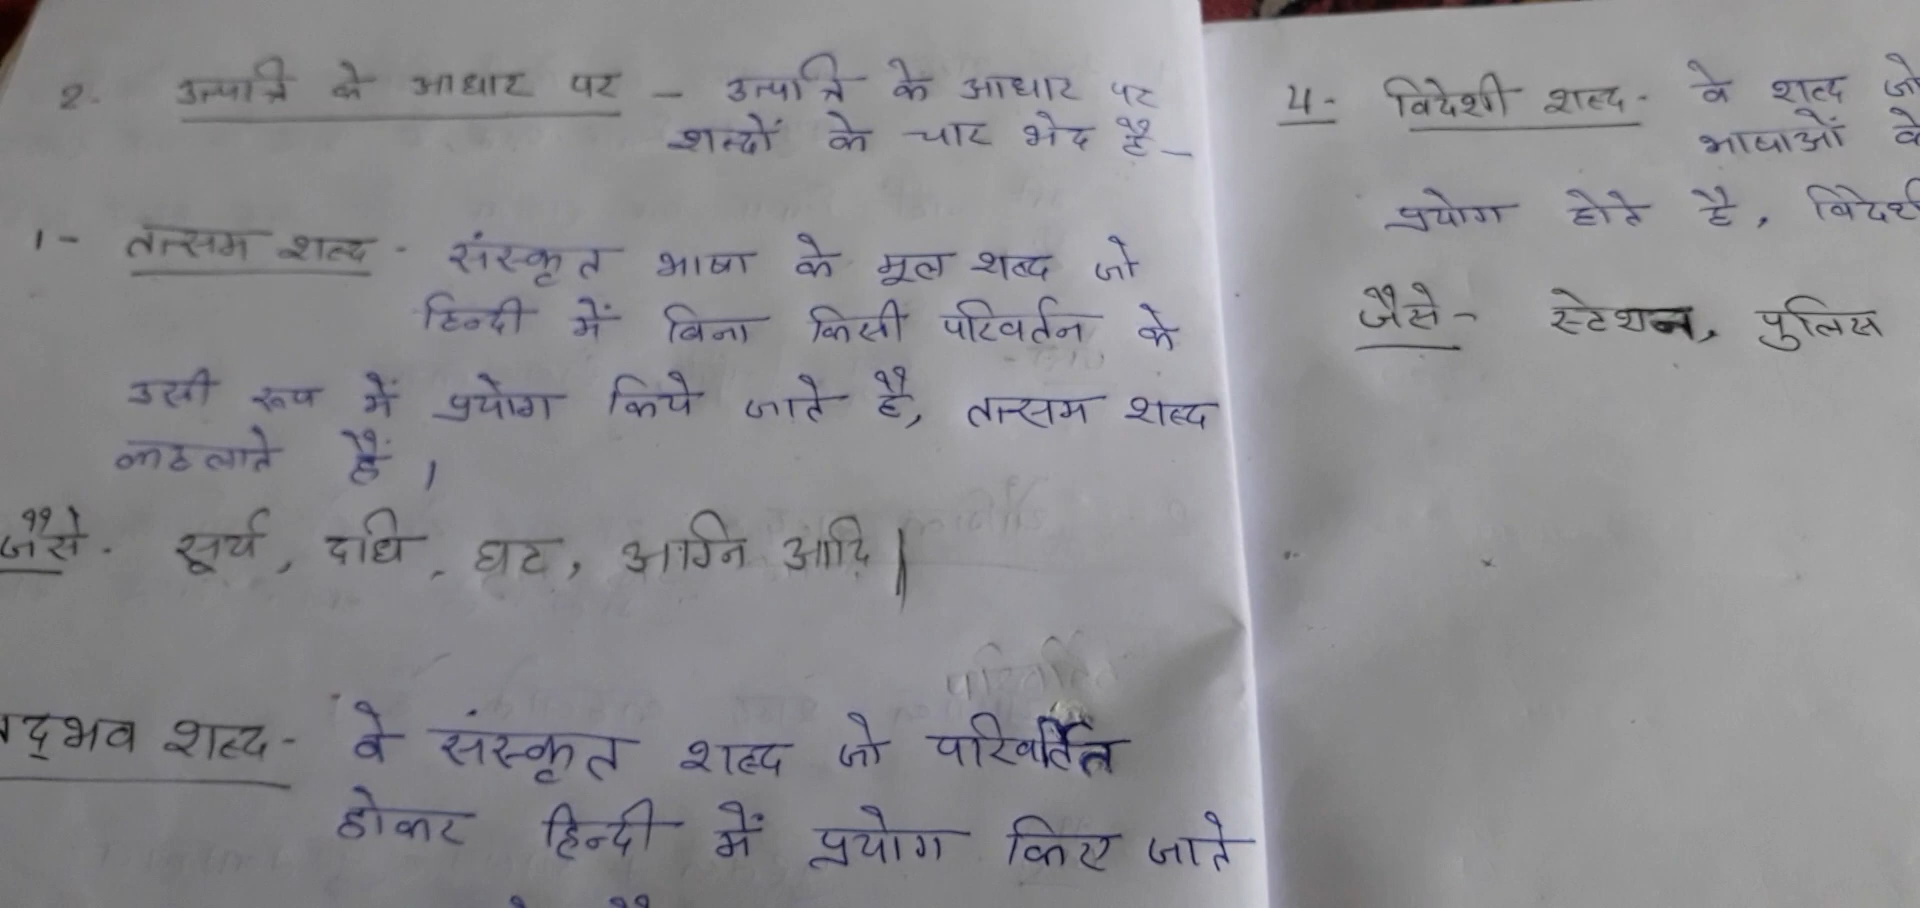 2- उत्पत्ति के आधार पर - उत्पत्ति के आधार पर
शब्दों के चार भेद है-
1- तत्सम शब्द - संस्कृत भाषा के मूल शब्द जो
हिन्दी में बिना किसी परिवर्तन के
उसी रूप में प्रयोग किये जाते है, तत्सम शब्द
कहलाते हैं।
जैसे- सूर्य, दधि, घट, अग्नि आदि।
तद्भव शब्द- वे संस्कृत शब्द जो परिवर्तित
होकर हिन्दी में प्रयोग किए जाते
4- विदेशी शब्द- वे शब्द जो
भाषाओं के
प्रयोग होते है, विदेशी
जैसे- स्टेशन, पुलिस